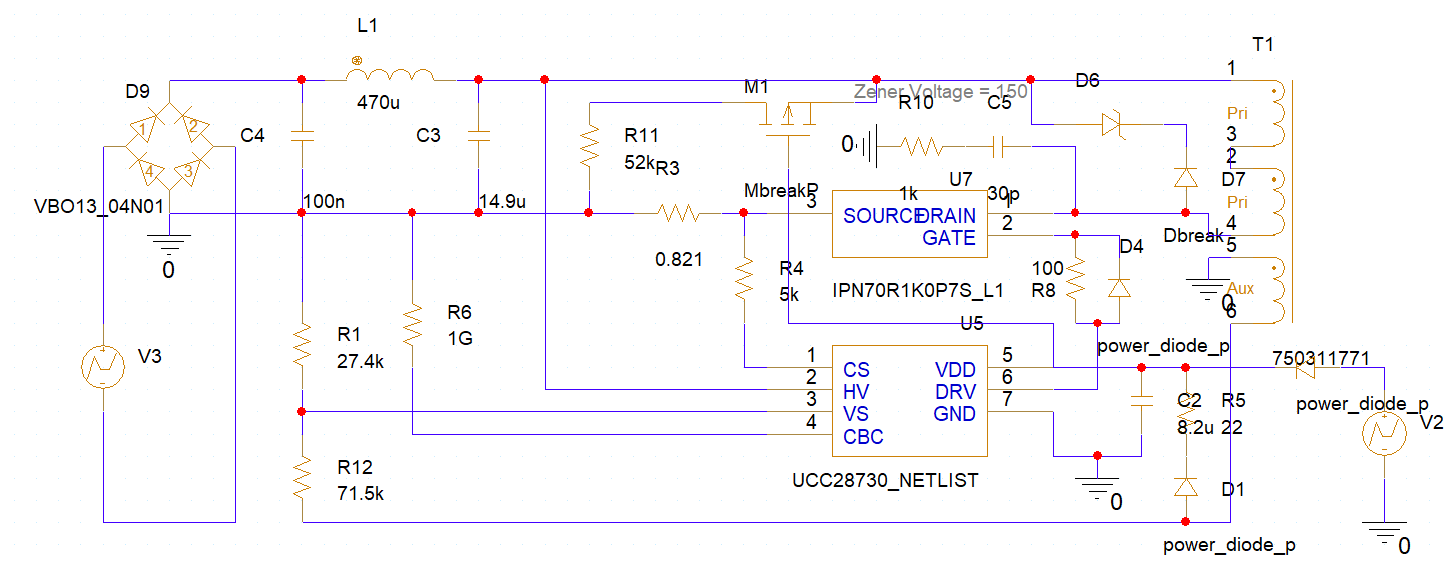 L1
T1
1
D9
M1
D6
Zener Voltage = 150
470u
R10
C5
Pri
1
2
C4
C3
R11
52k
R3
0
3
2
4
3
U7
D7
VBO13_04N01
100n
14.9u
MbreakP
3
1k
30p
1
Pri
SOURCE
DRAIN
2
4
GATE
Dbreak
5
D4
0
0.821
R4
5k
100
R8
IPN70R1K0P7S_L1
Aux
0
6
R6
1G
U5
R1
27.4k
V3
power_diode_p
1
5
750311771
CS
VDD
2
6
HV
DRV
3
7
VS
GND
C2
8.2u
R5
22
power_diode_p
V2
4
CBC
R12
71.5k
UCC28730_NETLIST
D1
0
power_diode_p
0